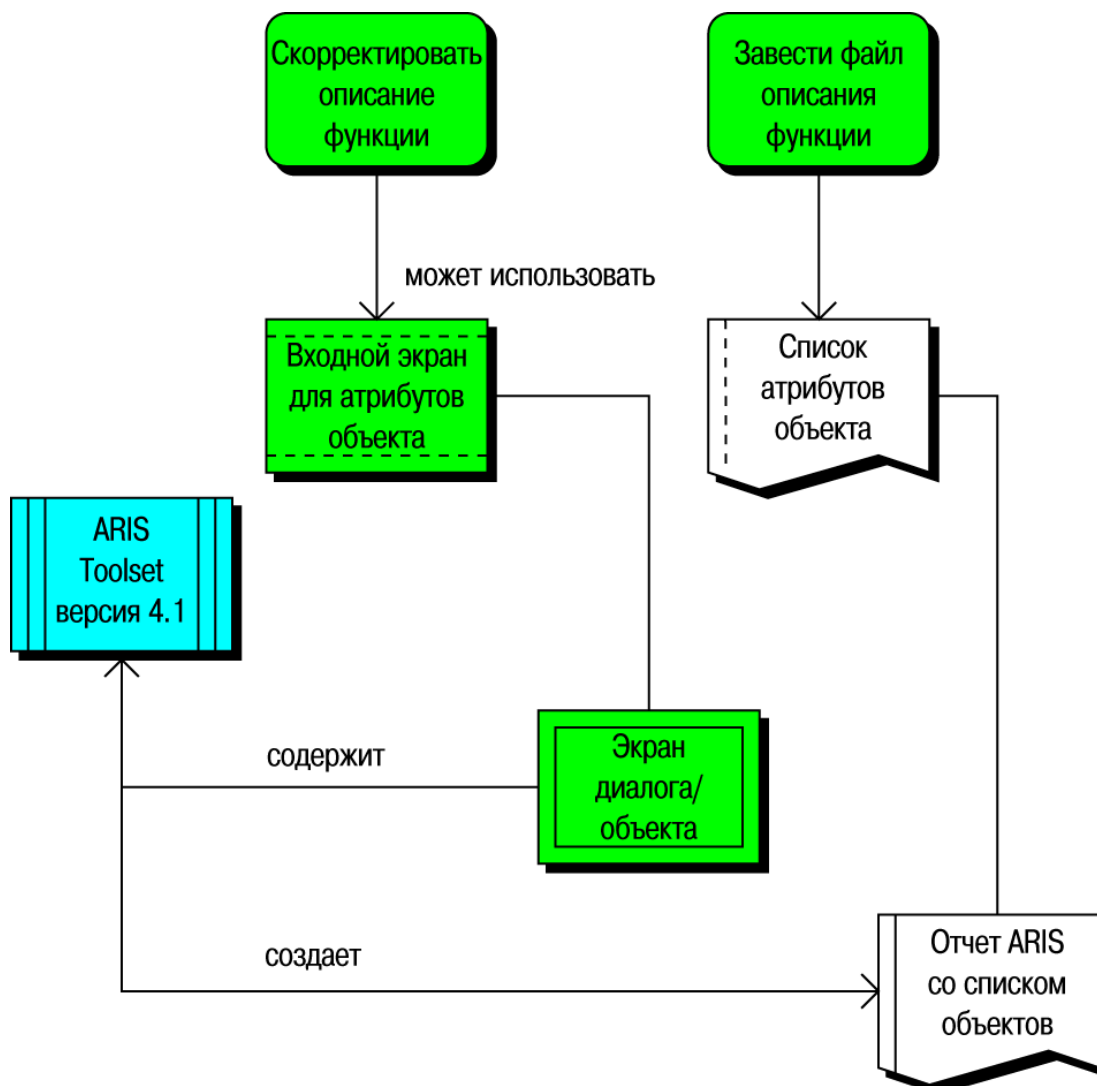 Скорректировать
описание
функции
Завести файл
описания
функции
может использовать
Входной экран
для атрибутов
объекта
Список
атрибутов
объекта
ARIS
Toolset
версия 4.1
содержит
Экран
диалога/
объекта
создает
Отчет ARIS
со списком
объектов